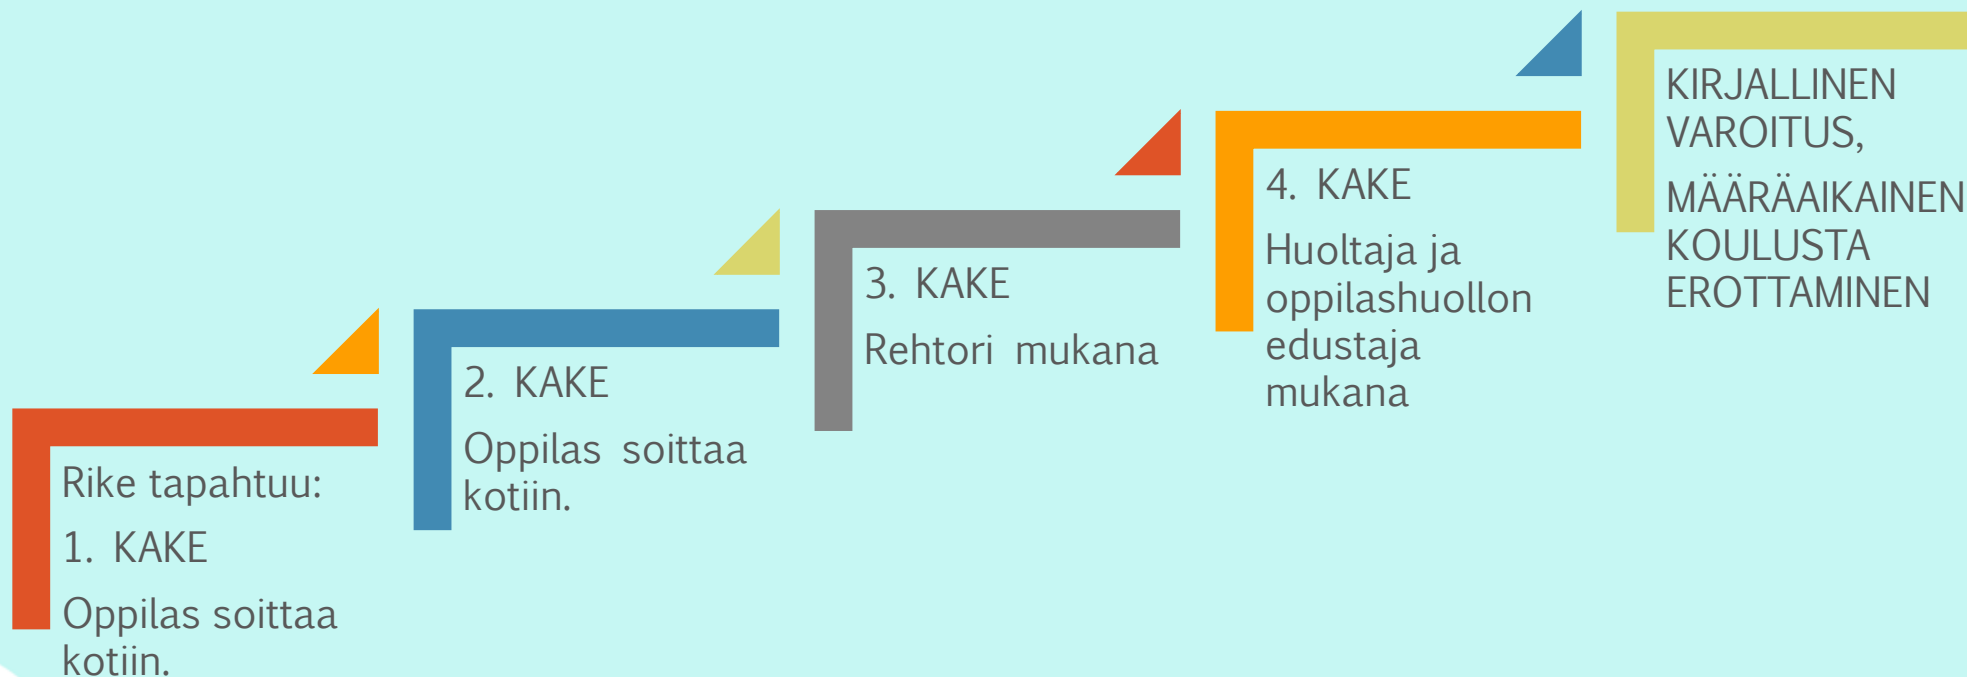 Rike tapahtuu:
1. KAKE
Oppilas soittaa
kotiin.
2. KAKE
Oppilas soittaa
kotiin.
3. KAKE
Rehtori mukana
4. KAKE
Huoltaja ja
oppilashuollon
edustaja
mukana
KIRJALLINEN
VAROITUS,
MÄÄRÄAIKAINEN
KOULUSTA
EROTTAMINEN